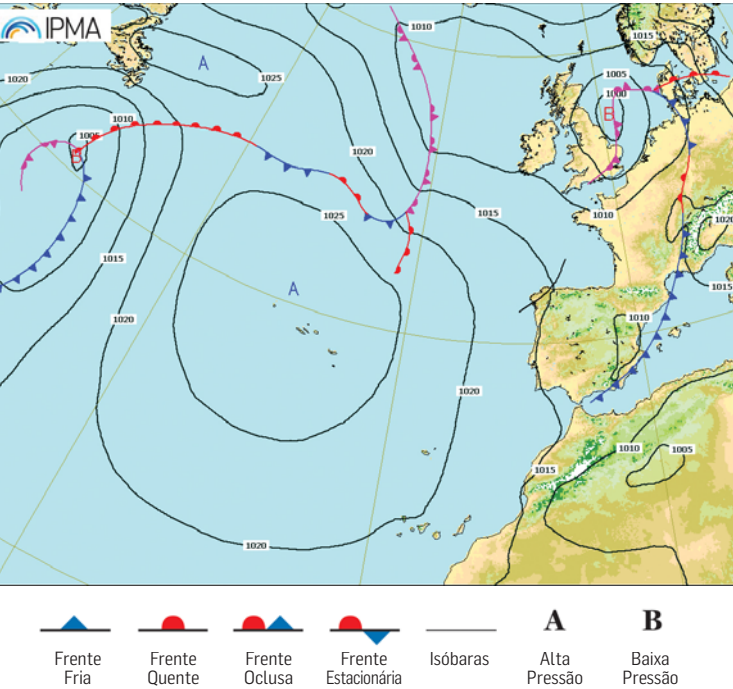 IPMA
1010
1015
A
1020
1025
1005
1000
B
1010
1005
B
1020
1025
1015
1010
1020
1015
A
1015
1010
1020
1020
1015
1010
1005
1020
A
B
Frente
Fria
Frente
Quente
Frente
Oclusa
Frente
Estacionária
Isóbaras
Alta
Pressão
Baixa
Pressão